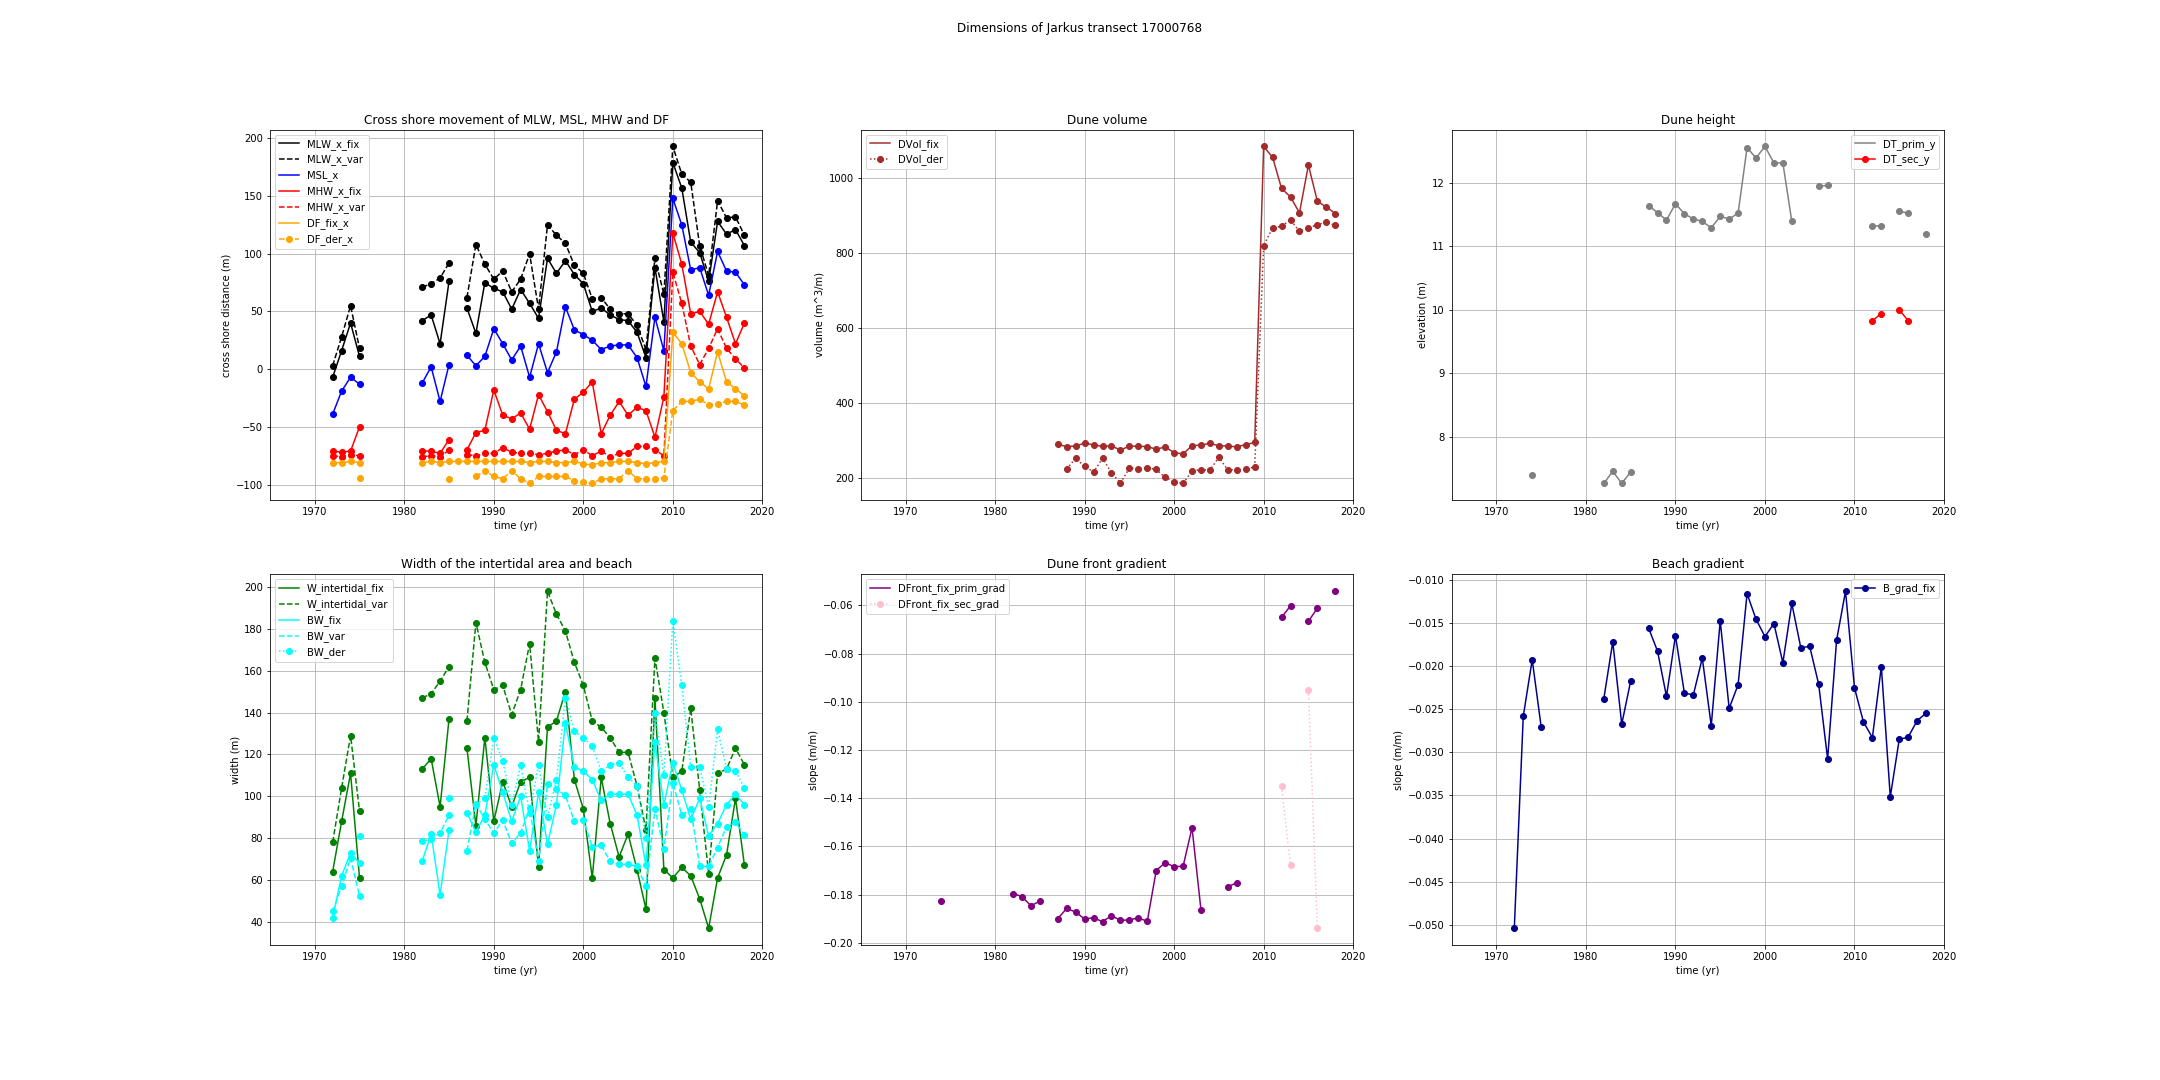 Dimensions of Jarkus transect 17000768
Cross shore movement of MLW, MSL, MHW and DF
200
150
100
50
0
−50
−100
cross shore distance (m)
MLW_x_fix
MLW_x_var
MSL_x
MHW_x_fix
MHW_x_var
DF_fix_x
DF_der_x
1970 1980 1990 2000 2010 2020
time (yr)
Dune volume
1000
800
600
400
200
volume (m^3/m)
DVol_fix
DVol_der
1970 1980 1990 2000 2010 2020
time (yr)
Dune height
12
11
10
9
8
elevation (m)
DT_prim_y
DT_sec_y
1970 1980 1990 2000 2010 2020
time (yr)
Width of the intertidal area and beach
200
180
160
140
120
100
80
60
40
width (m)
W_intertidal_fix
W_intertidal_var
BW_fix
BW_var
BW_der
1970 1980 1990 2000 2010 2020
time (yr)
Dune front gradient
−0.06
−0.08
−0.10
−0.12
−0.14
−0.16
−0.18
−0.20
slope (m/m)
DFront_fix_prim_grad
DFront_fix_sec_grad
1970 1980 1990 2000 2010 2020
time (yr)
Beach gradient
−0.010
−0.015
−0.020
−0.025
−0.030
−0.035
−0.040
−0.045
−0.050
slope (m/m)
B_grad_fix
1970 1980 1990 2000 2010 2020
time (yr)